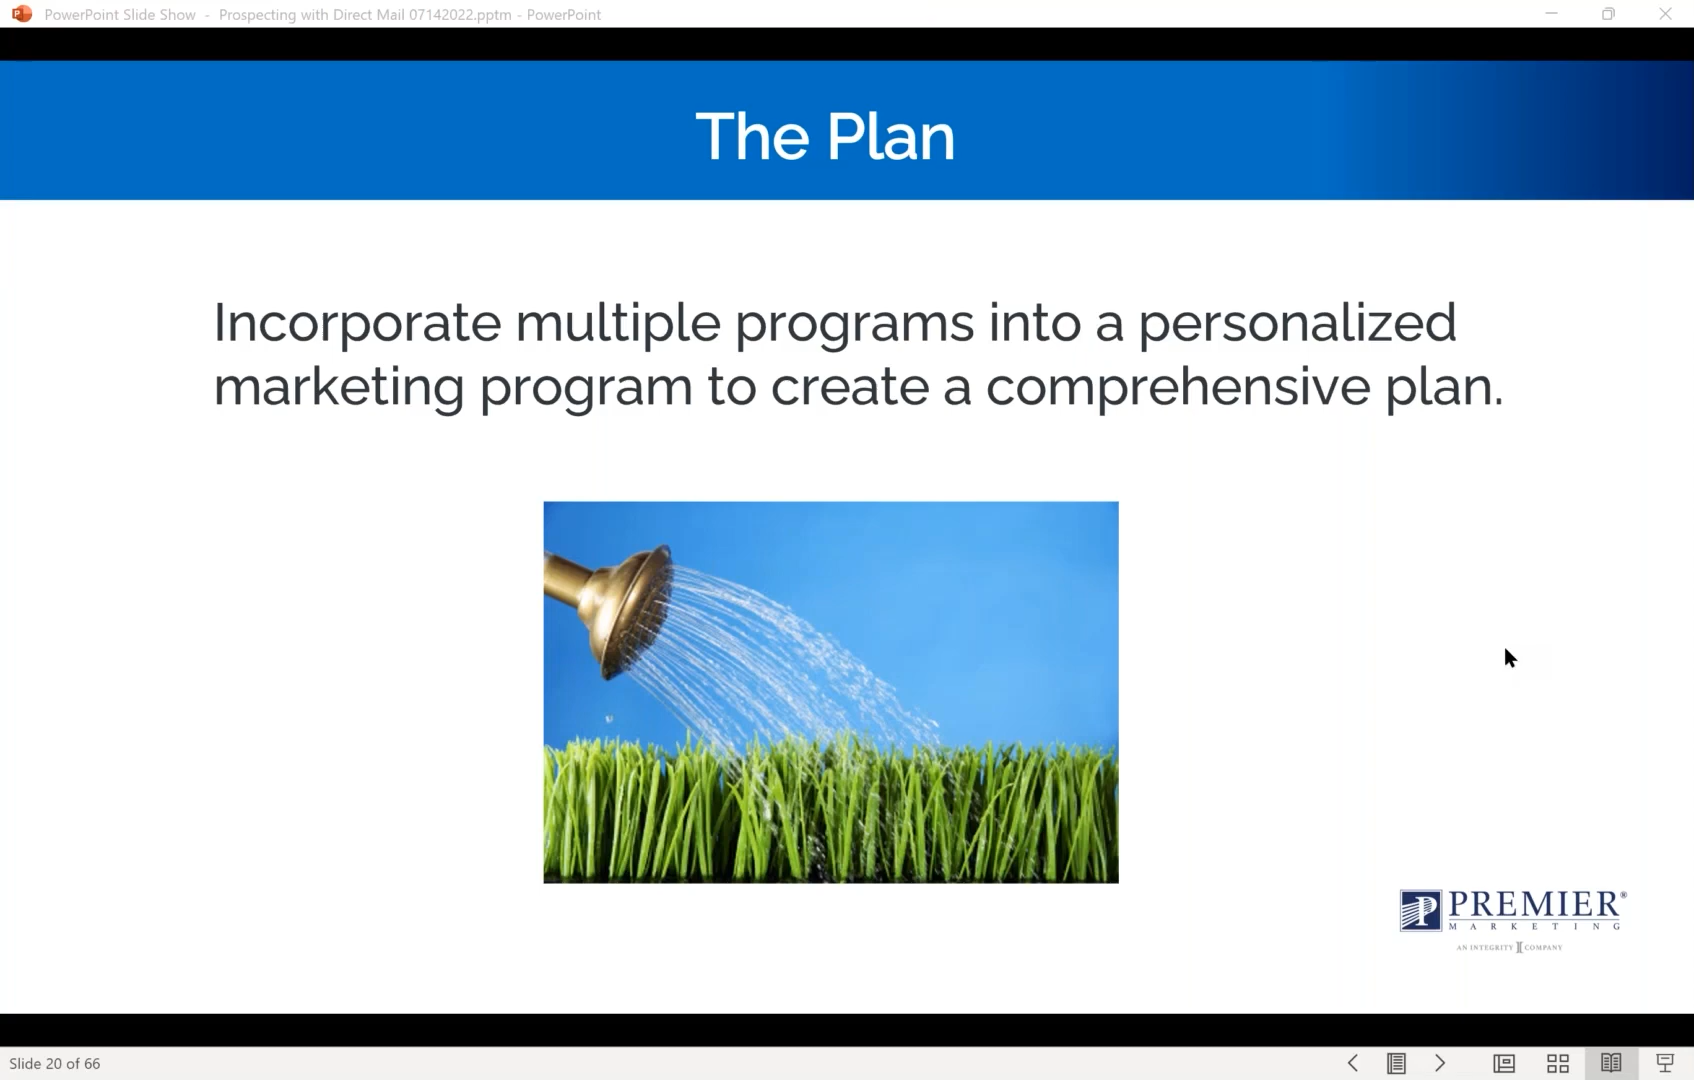 PowerPoint Slide Show - Prospecting with Direct Mail 07142022.pptm - PowerPoint
The Plan
Incorporate multiple programs into a personalized
marketing program to create a comprehensive plan.
PREMIER®
MARKETING
AN INTEGRITY COMPANY
Slide 20 of 66